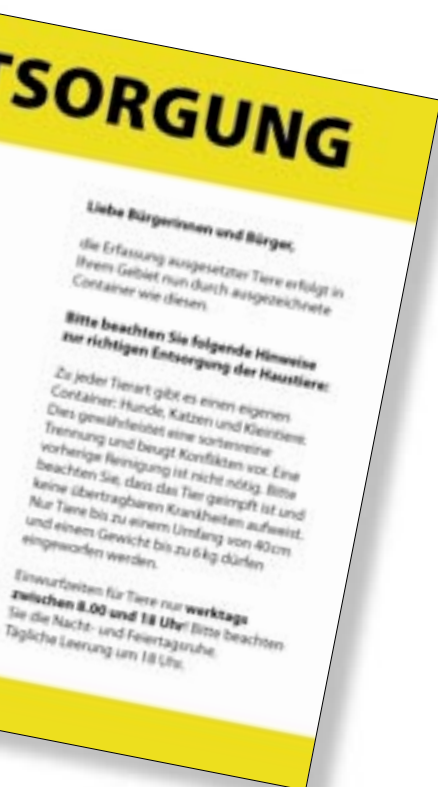 TSORGUNG
Liebe Bürgerinnen und Bürger,
die Erfassung ausgesetzter Tiere erfolgt in
Ihrem Gebiet nun durch ausgezeichnete
Container wie diesen.
Bitte beachten Sie folgende Hinweise
zur richtigen Entsorgung der Haustiere:
Zu jeder Tierart gibt es einen eigenen
Container: Hunde, Katzen und Kleintiere.
Dies gewährleistet eine sortenreine
Trennung und beugt Konflikten vor. Eine
vorherige Reinigung ist nicht nötig. Bitte
beachten Sie, dass das Tier geimpft ist und
keine übertragbaren Krankheiten aufweist.
Nur Tiere bis zu einem Umfang von 40cm
und einem Gewicht bis zu 6kg dürfen
eingeworfen werden.
Einwurfzeiten für Tiere nur werktags
zwischen 8.00 und 18 Uhr! Bitte beachten
Sie die Nacht- und Feiertagsruhe.
Tägliche Leerung um 18 Uhr.